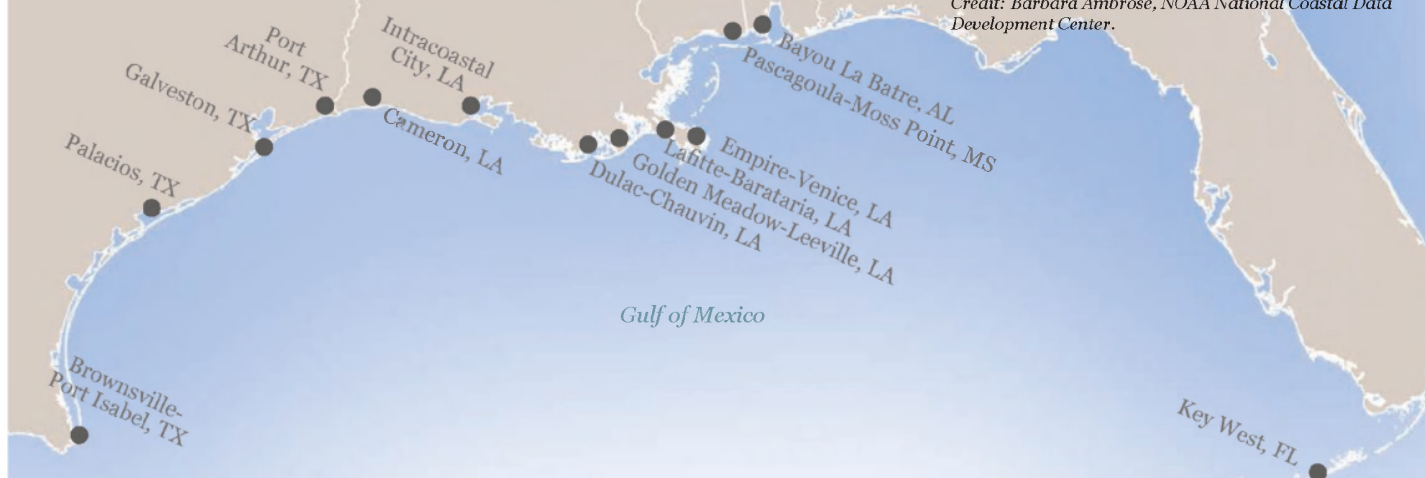 Credit: Barbara Ambrose, NOAA National Coastal Data
Development Center.
Intracoastal
City, LA
Port
Arthur, TX
Galveston, TX
Palacios, TX
Cameron, LA
Bayou La Batre, AL
Pascagoula-Moss Point, MS
Empire-Venice, LA
Lafitte-Barataria, LA
Golden Meadow-Leeville, LA
Dulac-Chauvin, LA
Gulf of Mexico
Brownsville-
Port Isabel, TX
Key West, FL